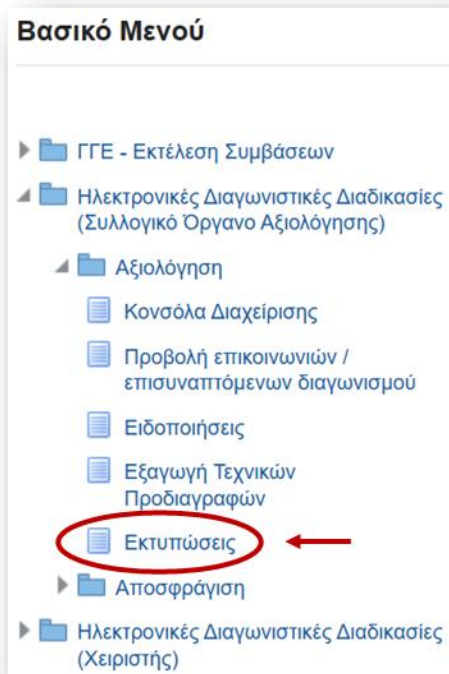 Βασικό Μενού
ΓΓΕ - Εκτέλεση Συμβάσεων
Ηλεκτρονικές Διαγωνιστικές Διαδικασίες
(Συλλογικό Όργανο Αξιολόγησης)
Αξιολόγηση
Κονσόλα Διαχείρισης
Προβολή επικοινωνιών /
επισυναπτόμενων διαγωνισμού
Ειδοποιήσεις
Εξαγωγή Τεχνικών
Προδιαγραφών
Εκτυπώσεις
Αποσφράγιση
Ηλεκτρονικές Διαγωνιστικές Διαδικασίες
(Χειριστής)